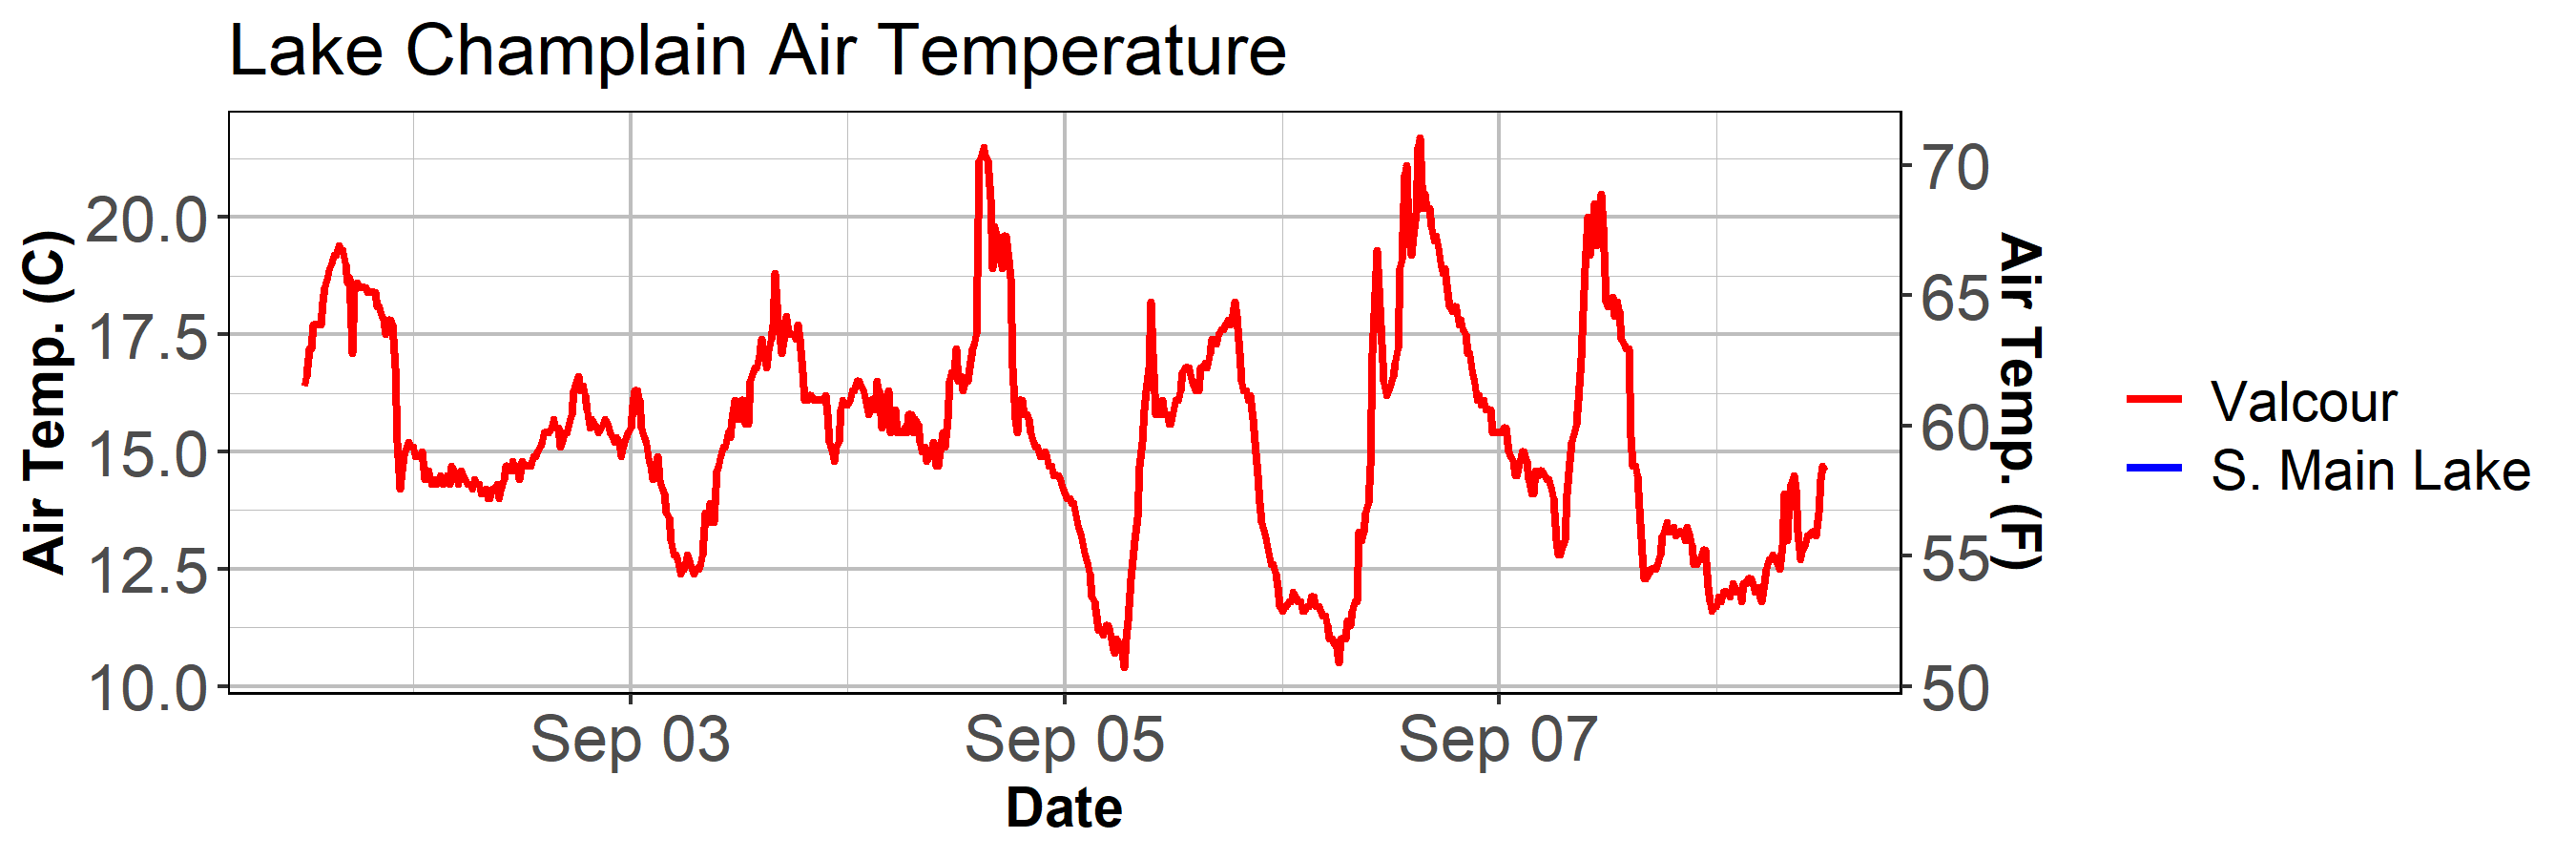 Lake Champlain Air Temperature
Air Temp. (C)
20.0
17.5
15.0
12.5
10.0
70
65
60
55
50
Air Temp. (F)
Sep 03
Sep 05
Sep 07
Date
Valcour
S. Main Lake